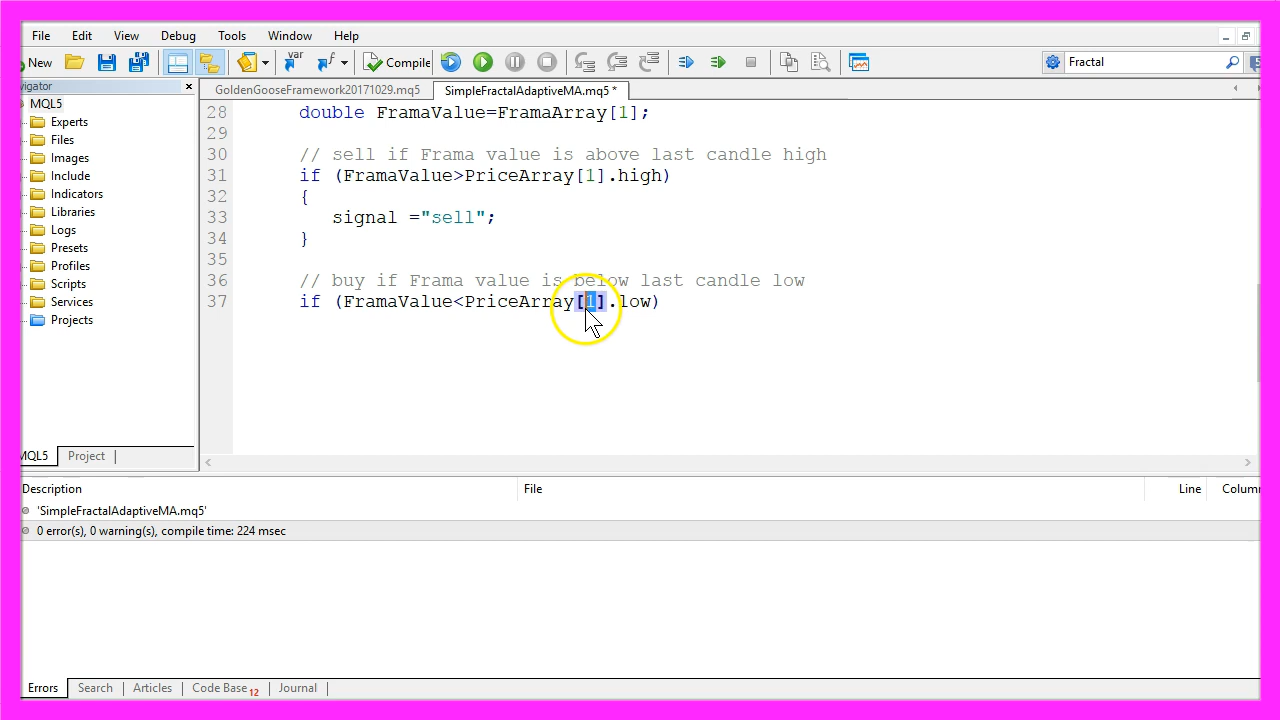 File Edit View Debug Tools Window Help
New Compile Fractal 5
vigator × GoldenGooseFramework20171029.mq5 SimpleFractalAdaptiveMA.mq5 *
MQL5
Experts
Files
Images
Include
Indicators
Libraries
Logs
Presets
Profiles
Scripts
Services
Projects
28 double FramaValue=FramaArray[1];
29
30 // sell if Frama value is above last candle high
31 if (FramaValue>PriceArray[1].high)
32 {
33 signal ="sell";
34 }
35
36 // buy if Frama value is below last candle low
37 if (FramaValue<PriceArray[1].low)
MQL5 Project
Description File Line Column
'SimpleFractalAdaptiveMA.mq5'
0 error(s), 0 warning(s), compile time: 224 msec
Errors Search Articles Code Base 12 Journal